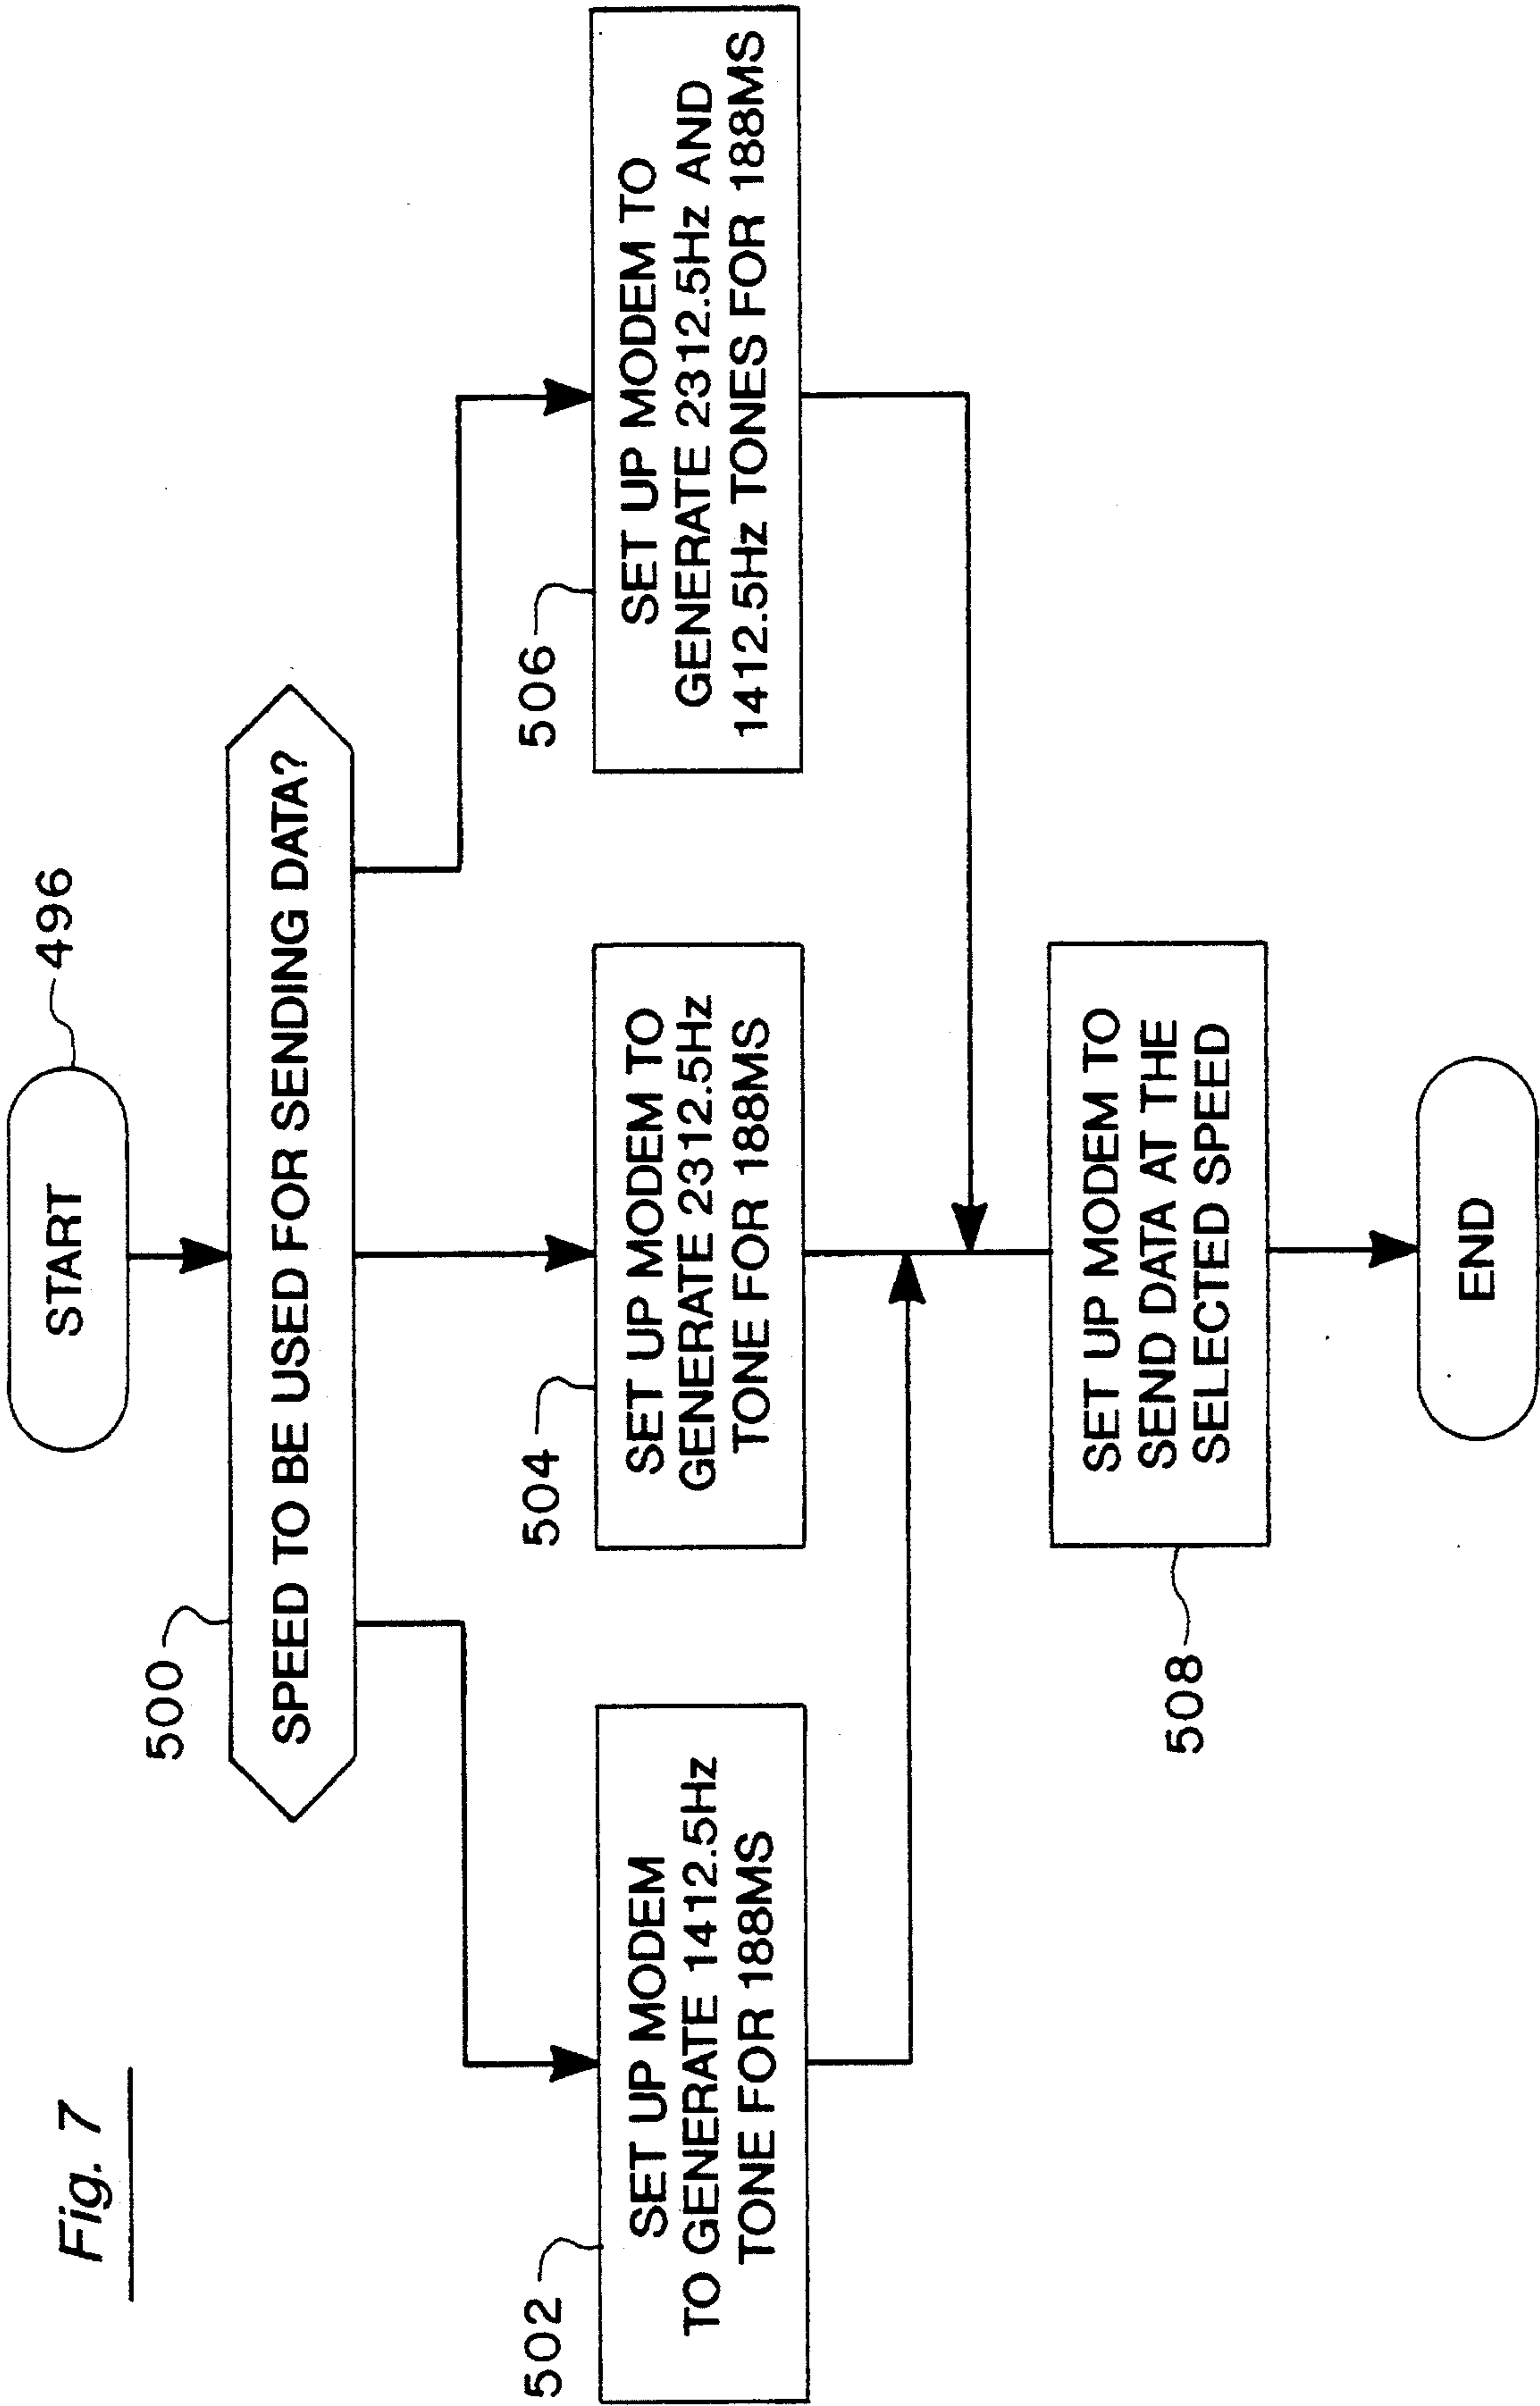 Fig. 7
START
496
500
SPEED TO BE USED FOR SENDING DATA?
502
SET UP MODEM
TO GENERATE 1412.5Hz
TONE FOR 188MS
504
SET UP MODEM TO
GENERATE 2312.5Hz
TONE FOR 188MS
506
SET UP MODEM TO
GENERATE 2312.5Hz AND
1412.5Hz TONES FOR 188MS
508
SET UP MODEM TO
SEND DATA AT THE
SELECTED SPEED
END